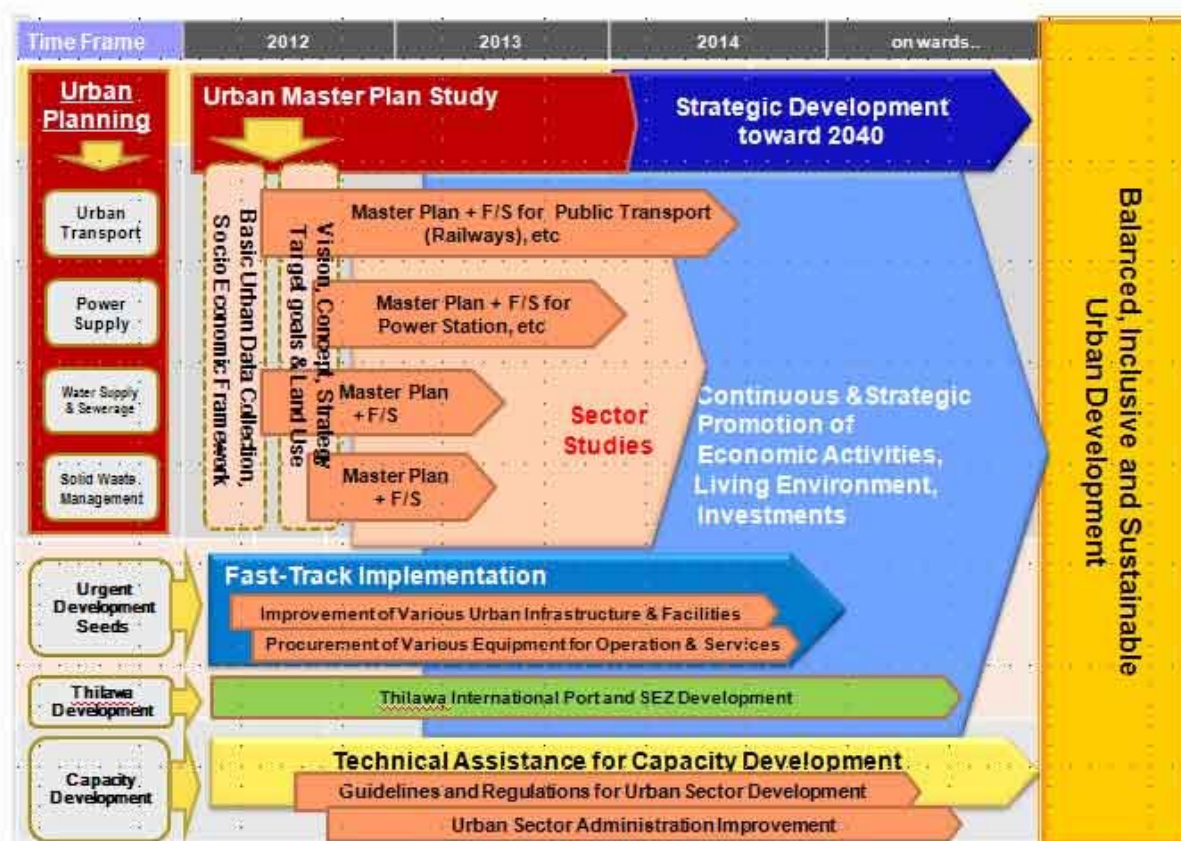 Time Frame
2012
2013
2014
on wards..
Urban
Planning
Urban Master Plan Study
Strategic Development
toward 2040
Urban
Transport
Power
Supply
Water Supply
& Sewerage
Solid Waste
Management
Basic Urban Data Collection,
Socio Economic Framework
Vision, Concept, Strategy
Target goals & Land Use
Master Plan + F/S for Public Transport
(Railways), etc
Master Plan + F/S for
Power Station, etc
Master Plan
+ F/S
Master Plan
+ F/S
Sector
Studies
Continuous & Strategic
Promotion of
Economic Activities,
Living Environment,
Investments
Urgent
Development
Seeds
Fast-Track Implementation
Improvement of Various Urban Infrastructure & Facilities
Procurement of Various Equipment for Operation & Services
Thilawa
Development
Thilawa International Port and SEZ Development
Capacity
Development
Technical Assistance for Capacity Development
Guidelines and Regulations for Urban Sector Development
Urban Sector Administration Improvement
Balanced, Inclusive and Sustainable
Urban Development